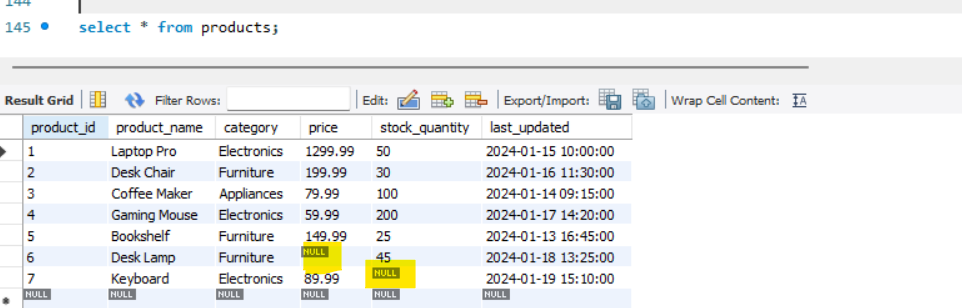 144
145 select * from products;
Result Grid Filter Rows: Edit: Export/Import: Wrap Cell Content: IA
product_id product_name category price stock_quantity last_updated
1 Laptop Pro Electronics 1299.99 50 2024-01-15 10:00:00
2 Desk Chair Furniture 199.99 30 2024-01-16 11:30:00
3 Coffee Maker Appliances 79.99 100 2024-01-14 09:15:00
4 Gaming Mouse Electronics 59.99 200 2024-01-17 14:20:00
5 Bookshelf Furniture 149.99 25 2024-01-13 16:45:00
6 Desk Lamp Furniture NULL 45 2024-01-18 13:25:00
7 Keyboard Electronics 89.99 NULL 2024-01-19 15:10:00
NULL NULL NULL NULL NULL NULL